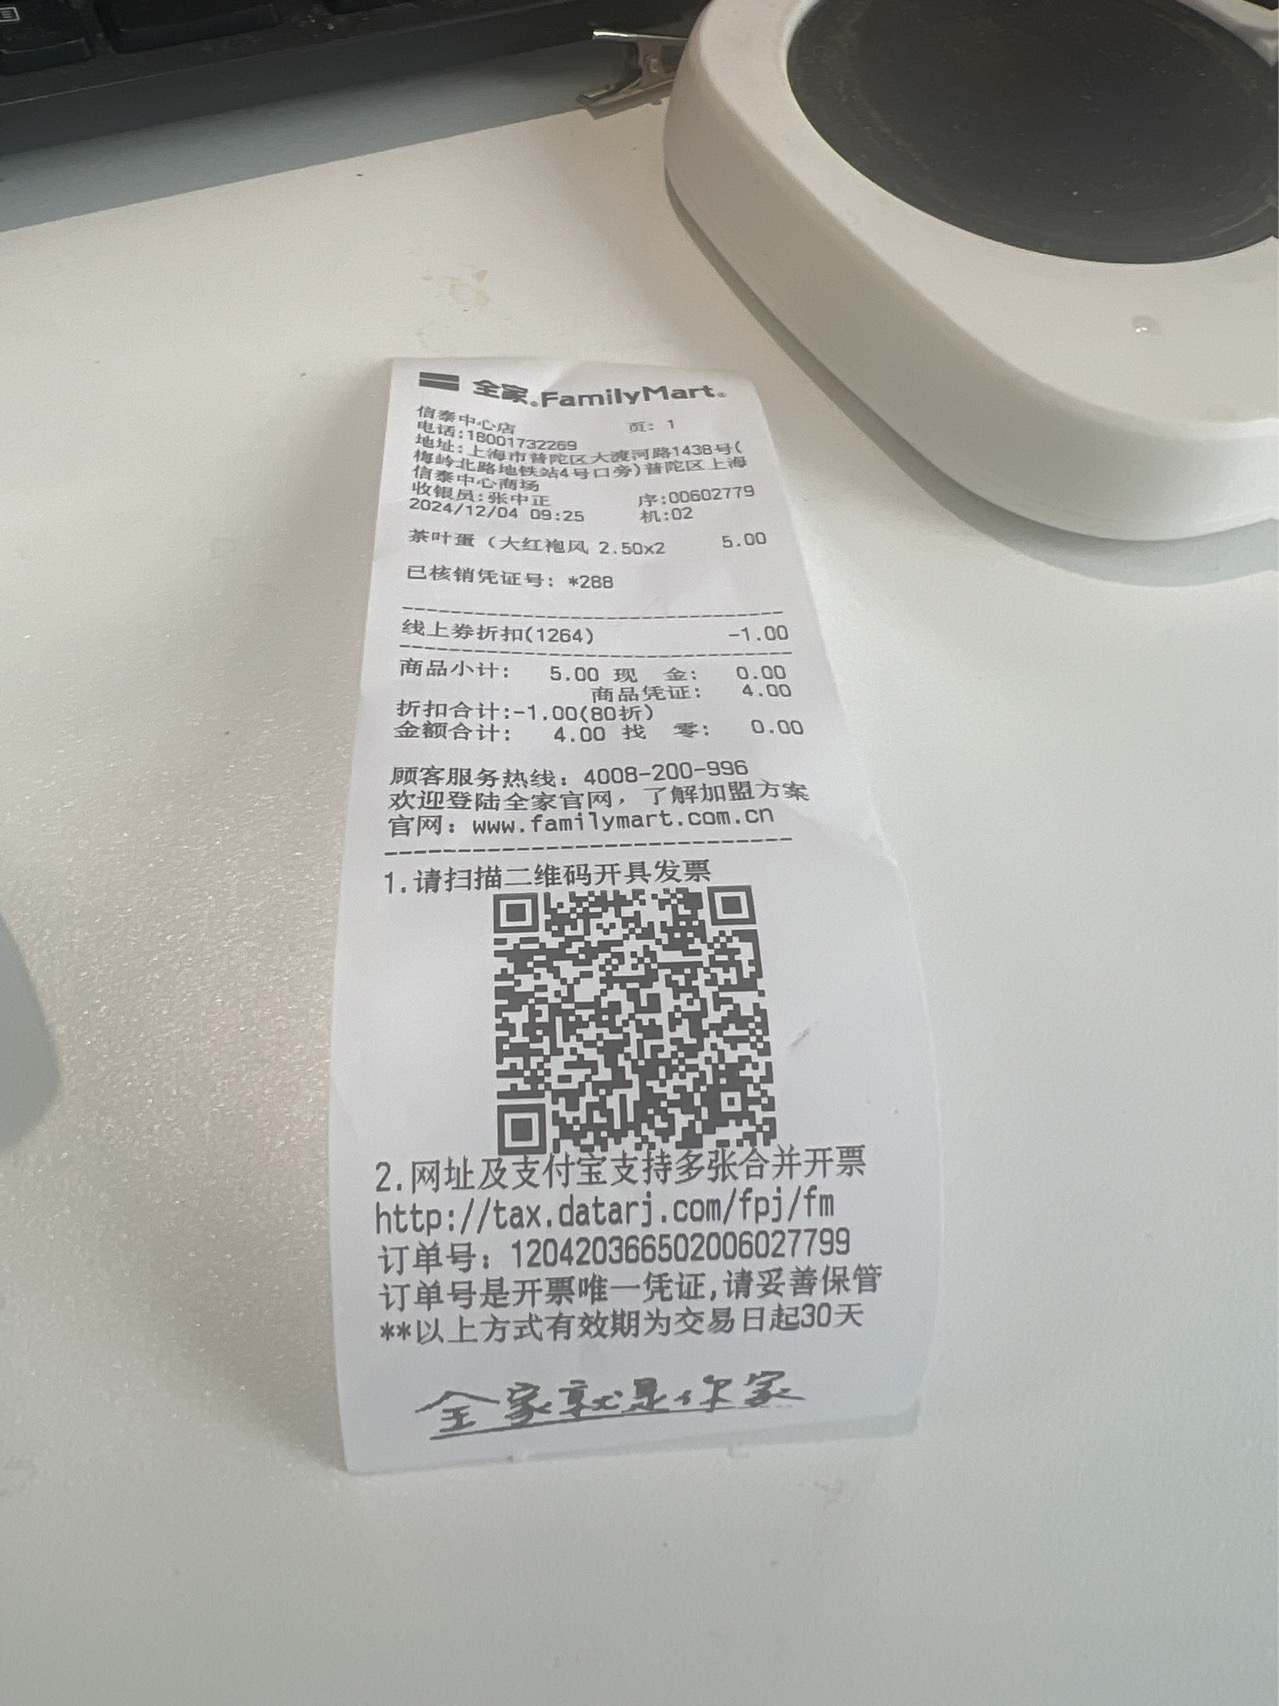 全家®FamilyMart®
信泰中心店 页: 1
电话:18001732269
地址:上海市普陀区大渡河路1438号(
梅岭北路地铁站4号口旁)普陀区上海
信泰中心商场
收银员:张中正 序:00602779
2024/12/04 09:25 机:02
茶叶蛋(大红袍风 2.50x2 5.00
已核销凭证号: *288
线上券折扣(1264) -1.00
商品小计: 5.00 现 金: 0.00
商品凭证: 4.00
折扣合计:-1.00(80折)
金额合计: 4.00 找 零: 0.00
顾客服务热线: 4008-200-996
欢迎登陆全家官网, 了解加盟方案
官网: www.familymart.com.cn
1.请扫描二维码开具发票
2.网址及支付宝支持多张合并开票
http://tax.datarj.com/fpj/fm
订单号: 120420366502006027799
订单号是开票唯一凭证,请妥善保管
**以上方式有效期为交易日起30天
全家就是你家